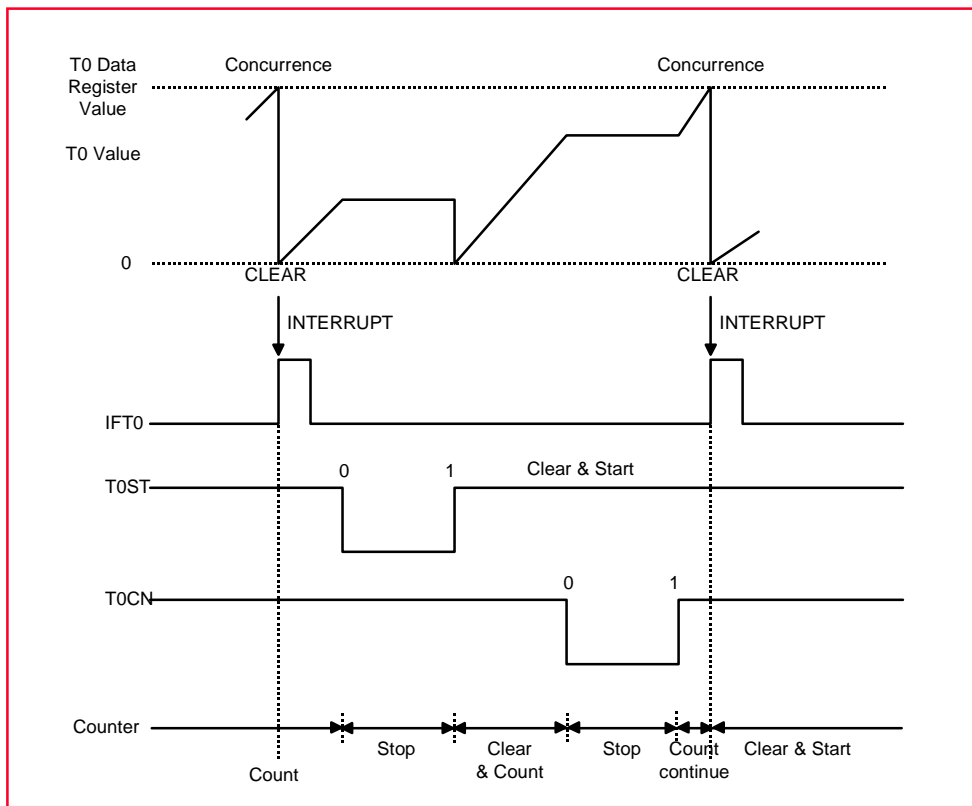 T0 Data
Register
Value
Concurrence
Concurrence
T0 Value
0
CLEAR
CLEAR
INTERRUPT
INTERRUPT
IFT0
T0ST
0
1
Clear & Start
T0CN
0
1
Counter
Stop
Clear
& Count
Stop
Count
continue
Clear & Start
Count